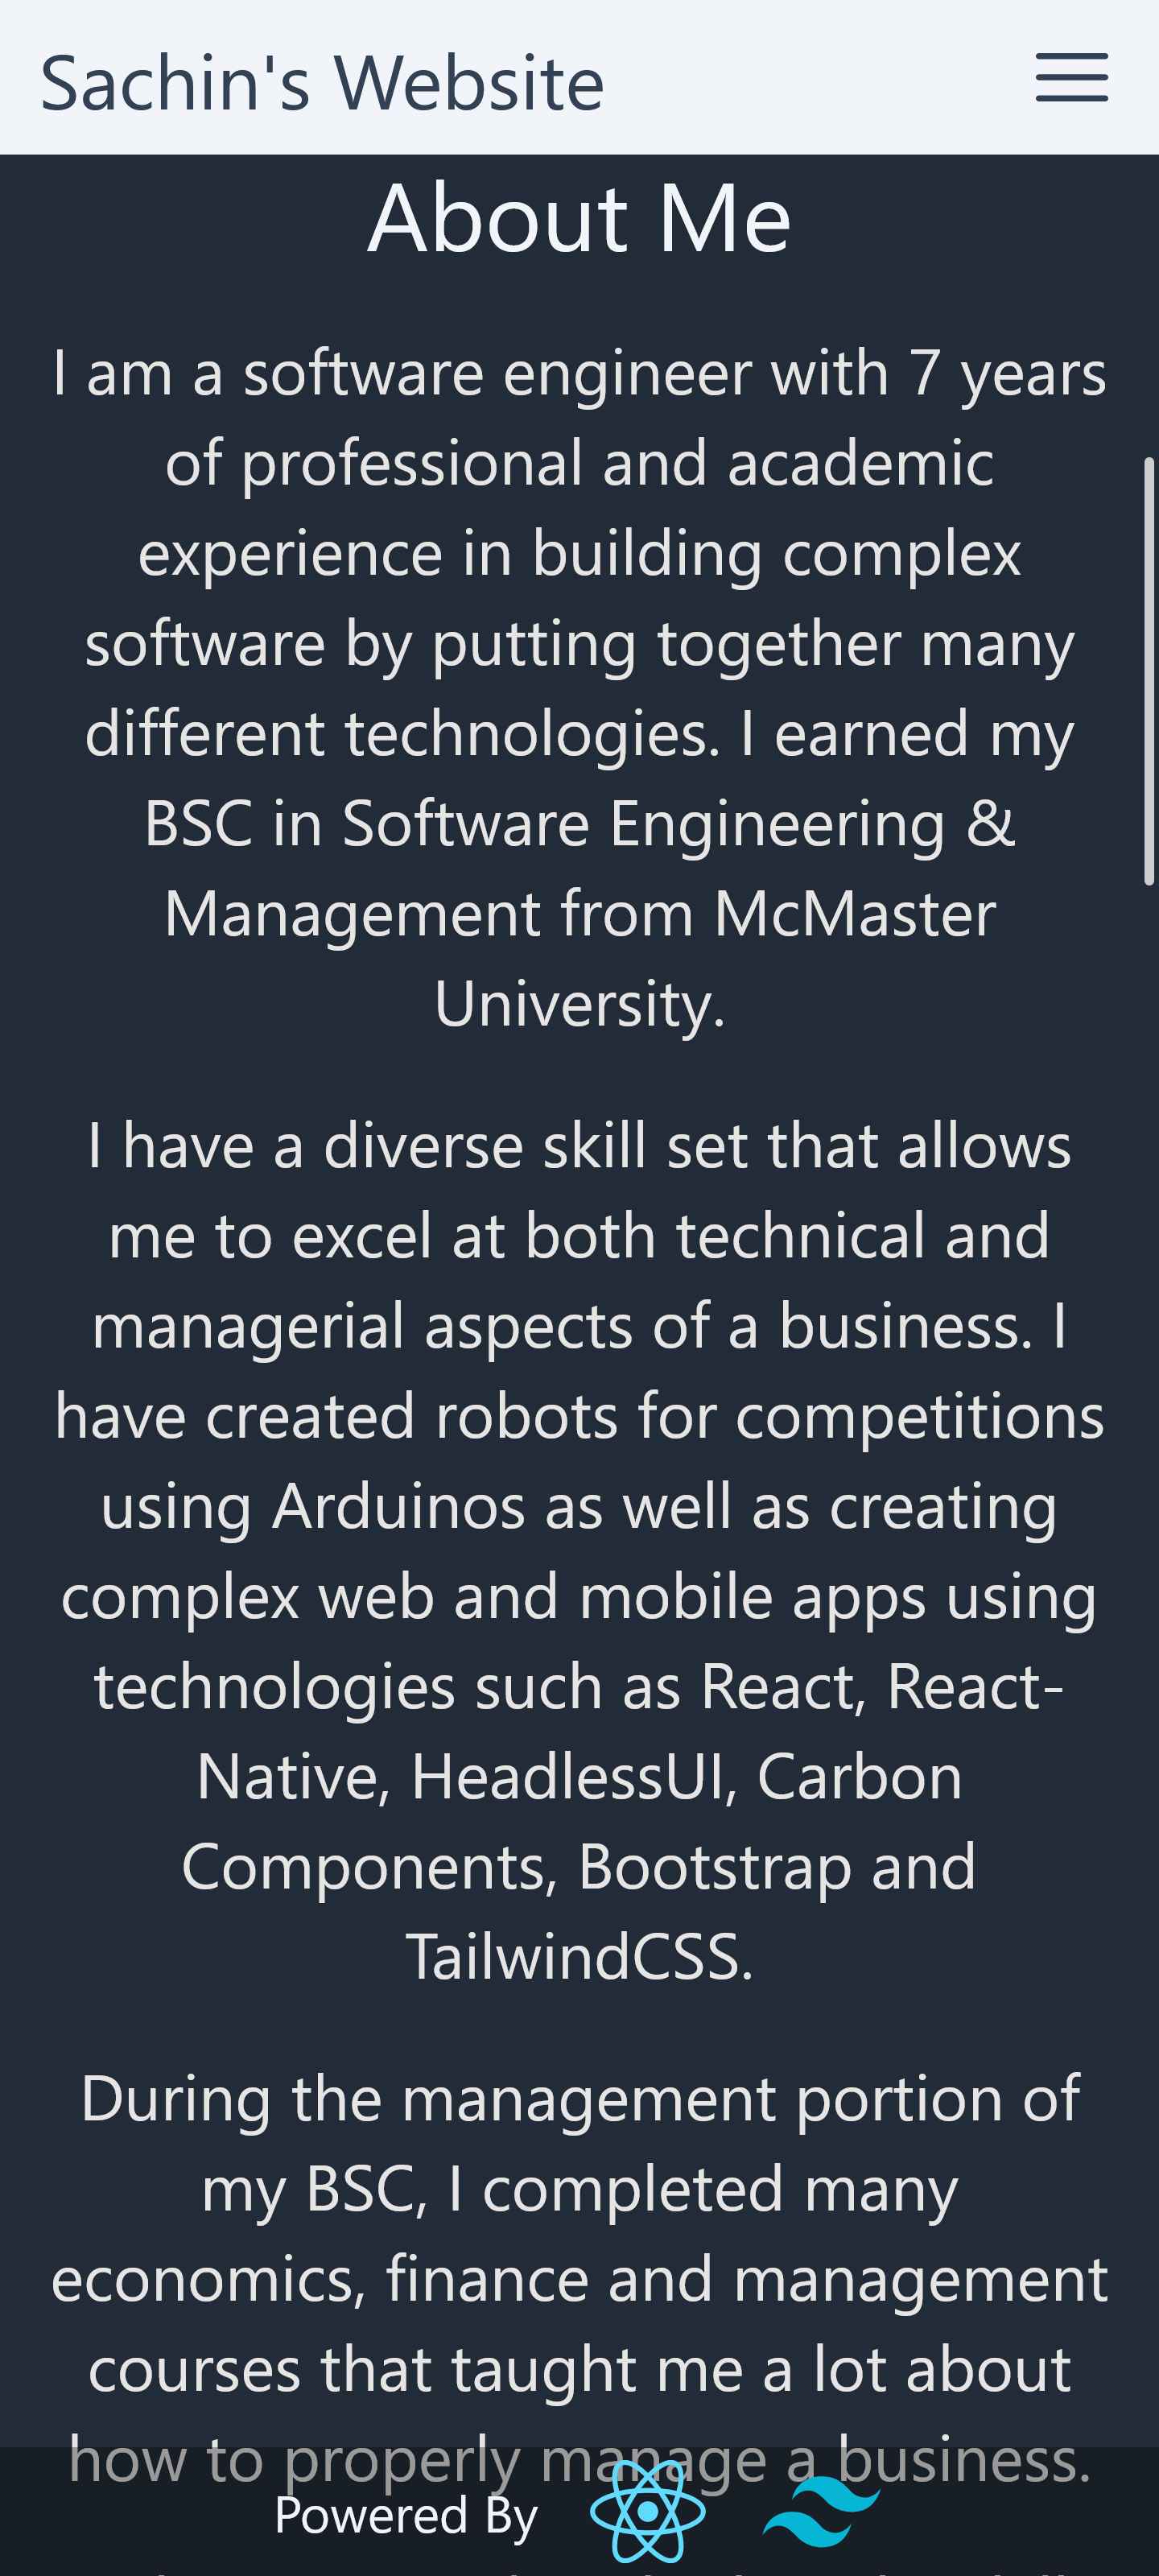 Sachin's Website
About Me
I am a software engineer with 7 years
of professional and academic
experience in building complex
software by putting together many
different technologies. I earned my
BSC in Software Engineering &
Management from McMaster
University.
I have a diverse skill set that allows
me to excel at both technical and
managerial aspects of a business. I
have created robots for competitions
using Arduinos as well as creating
complex web and mobile apps using
technologies such as React, React-
Native, HeadlessUI, Carbon
Components, Bootstrap and
TailwindCSS.
During the management portion of
my BSC, I completed many
economics, finance and management
courses that taught me a lot about
how to properly manage a business.
Powered By